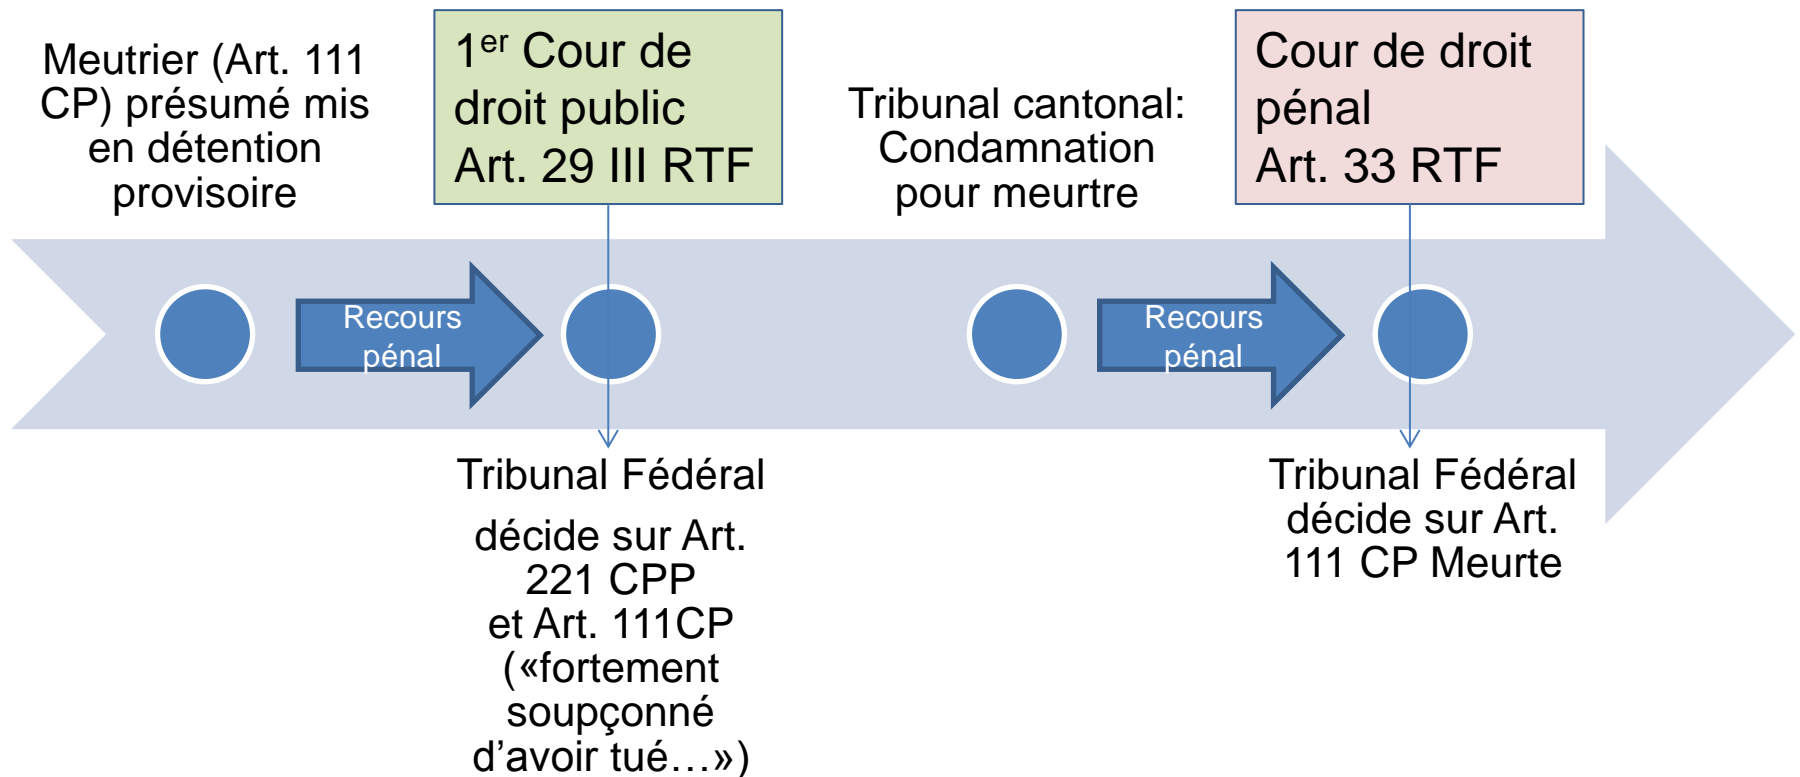 Meutrier (Art. 111
CP) présumé mis
en détention
provisoire
1er Cour de
droit public
Art. 29 III RTF
Tribunal cantonal:
Condamnation
pour meurtre
Cour de droit
pénal
Art. 33 RTF
Recours
pénal
Recours
pénal
Tribunal Fédéral
décide sur Art.
221 CPP
et Art. 111CP
(«fortement
soupçonné
d'avoir tué…»)
Tribunal Fédéral
décide sur Art.
111 CP Meurte